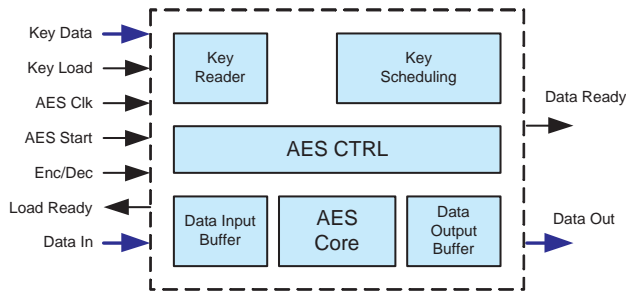 Key Data
Key Load
AES Clk
AES Start
Enc/Dec
Load Ready
Data In
Key
Reader
Key
Scheduling
AES CTRL
Data Input
Buffer
AES
Core
Data
Output
Buffer
Data Ready
Data Out